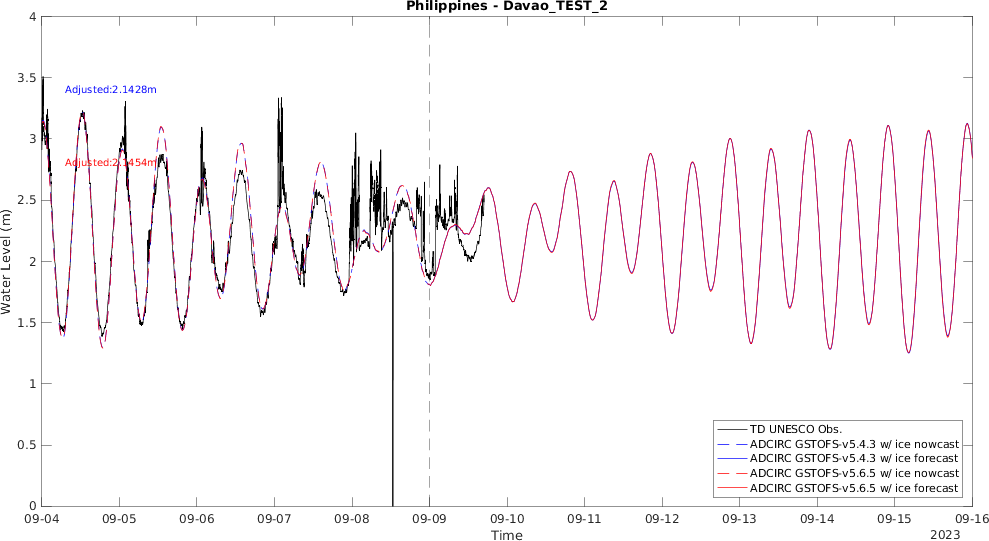 Philippines - Davao_TEST_2
Water Level (m)
4
3.5
3
2.5
2
1.5
1
0.5
0
Adjusted:2.1428m
Adjusted:2.1454m
TD UNESCO Obs.
ADCIRC GSTOFS-v5.4.3 w/ ice nowcast
ADCIRC GSTOFS-v5.4.3 w/ ice forecast
ADCIRC GSTOFS-v5.6.5 w/ ice nowcast
ADCIRC GSTOFS-v5.6.5 w/ ice forecast
09-04 09-05 09-06 09-07 09-08 09-09 09-10 09-11 09-12 09-13 09-14 09-15 09-16
Time
2023